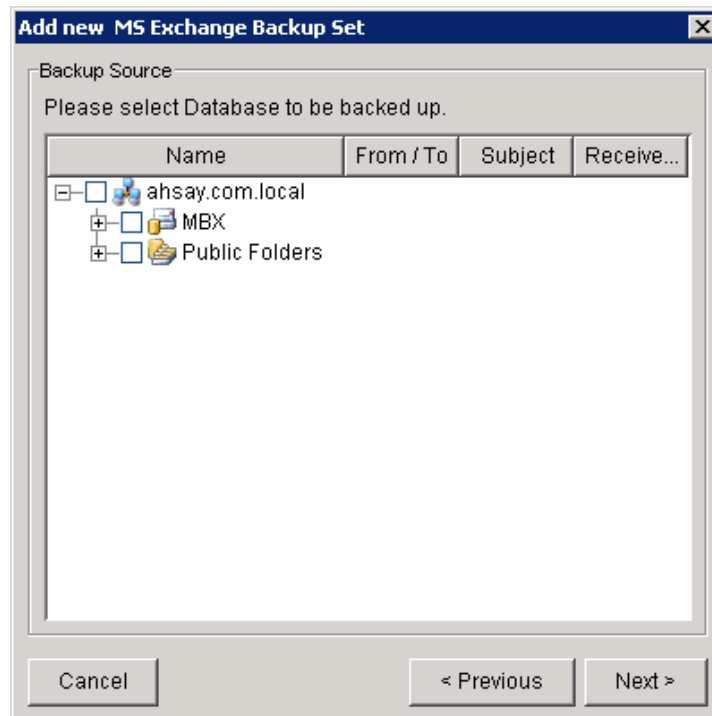 Add new MS Exchange Backup Set
Backup Source
Please select Database to be backed up.
Name From / To Subject Receive...
ahsay.com.local
MBX
Public Folders
Cancel < Previous Next >